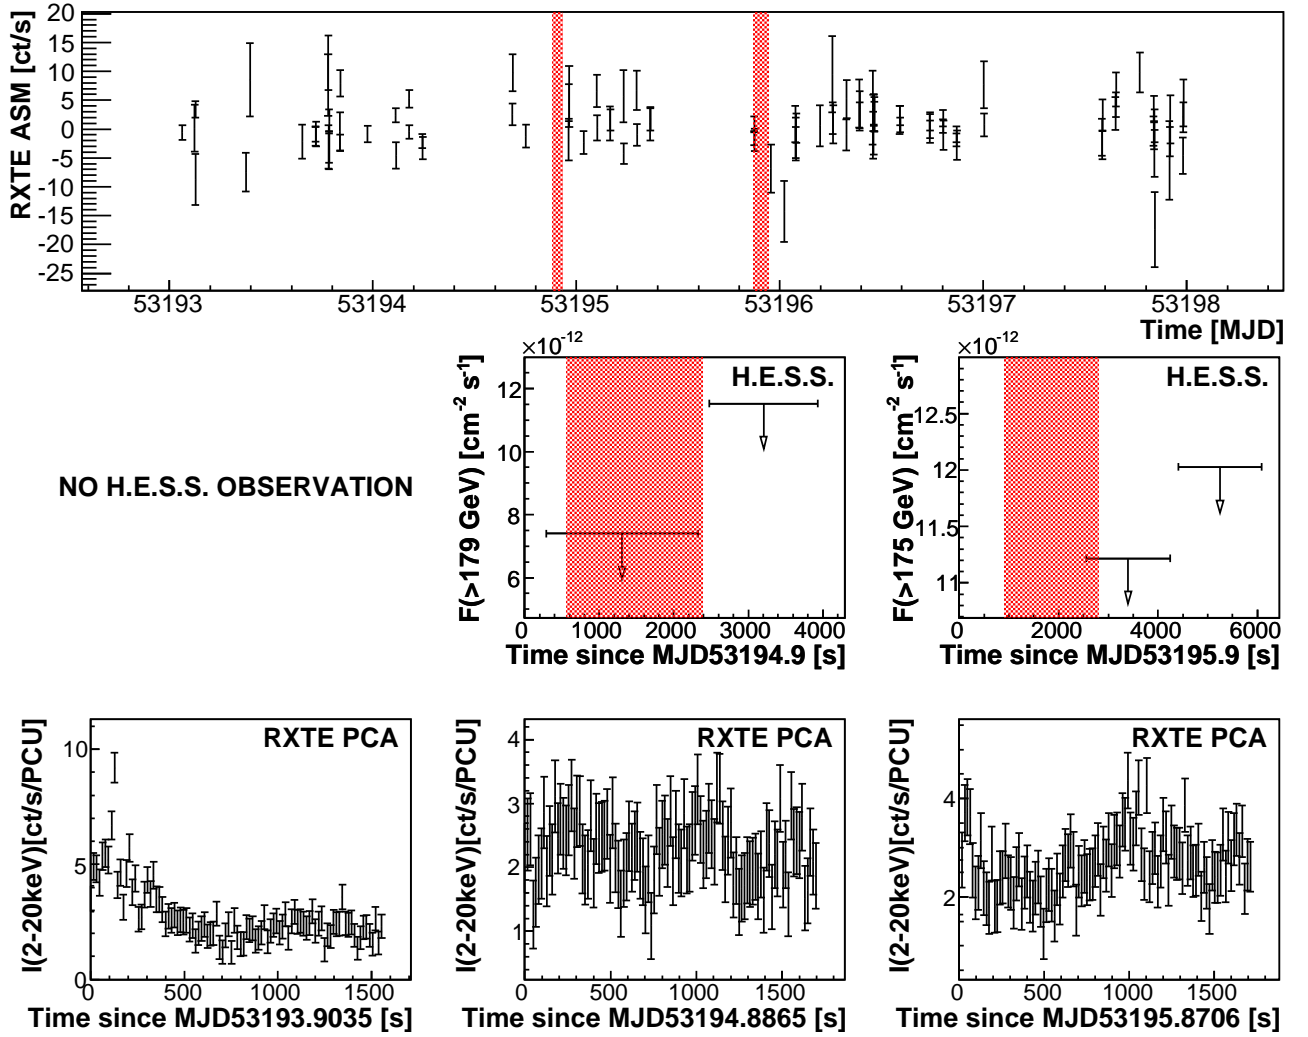 RXTE ASM [ct/s]
20
15
10
5
0
-5
-10
-15
-20
-25
53193 53194 53195 53196 53197 53198
Time [MJD]
NO H.E.S.S. OBSERVATION
×10⁻¹²
H.E.S.S.
F(>179 GeV) [cm⁻² s⁻¹]
12
10
8
6
0 1000 2000 3000 4000
Time since MJD53194.9 [s]
×10⁻¹²
H.E.S.S.
F(>175 GeV) [cm⁻² s⁻¹]
12.5
12
11.5
11
0 2000 4000 6000
Time since MJD53195.9 [s]
RXTE PCA
I(2-20keV)[ct/s/PCU]
10
5
0
0 500 1000 1500
Time since MJD53193.9035 [s]
RXTE PCA
I(2-20keV)[ct/s/PCU]
4
3
2
1
0 500 1000 1500
Time since MJD53194.8865 [s]
RXTE PCA
I(2-20keV)[ct/s/PCU]
4
2
0 500 1000 1500
Time since MJD53195.8706 [s]